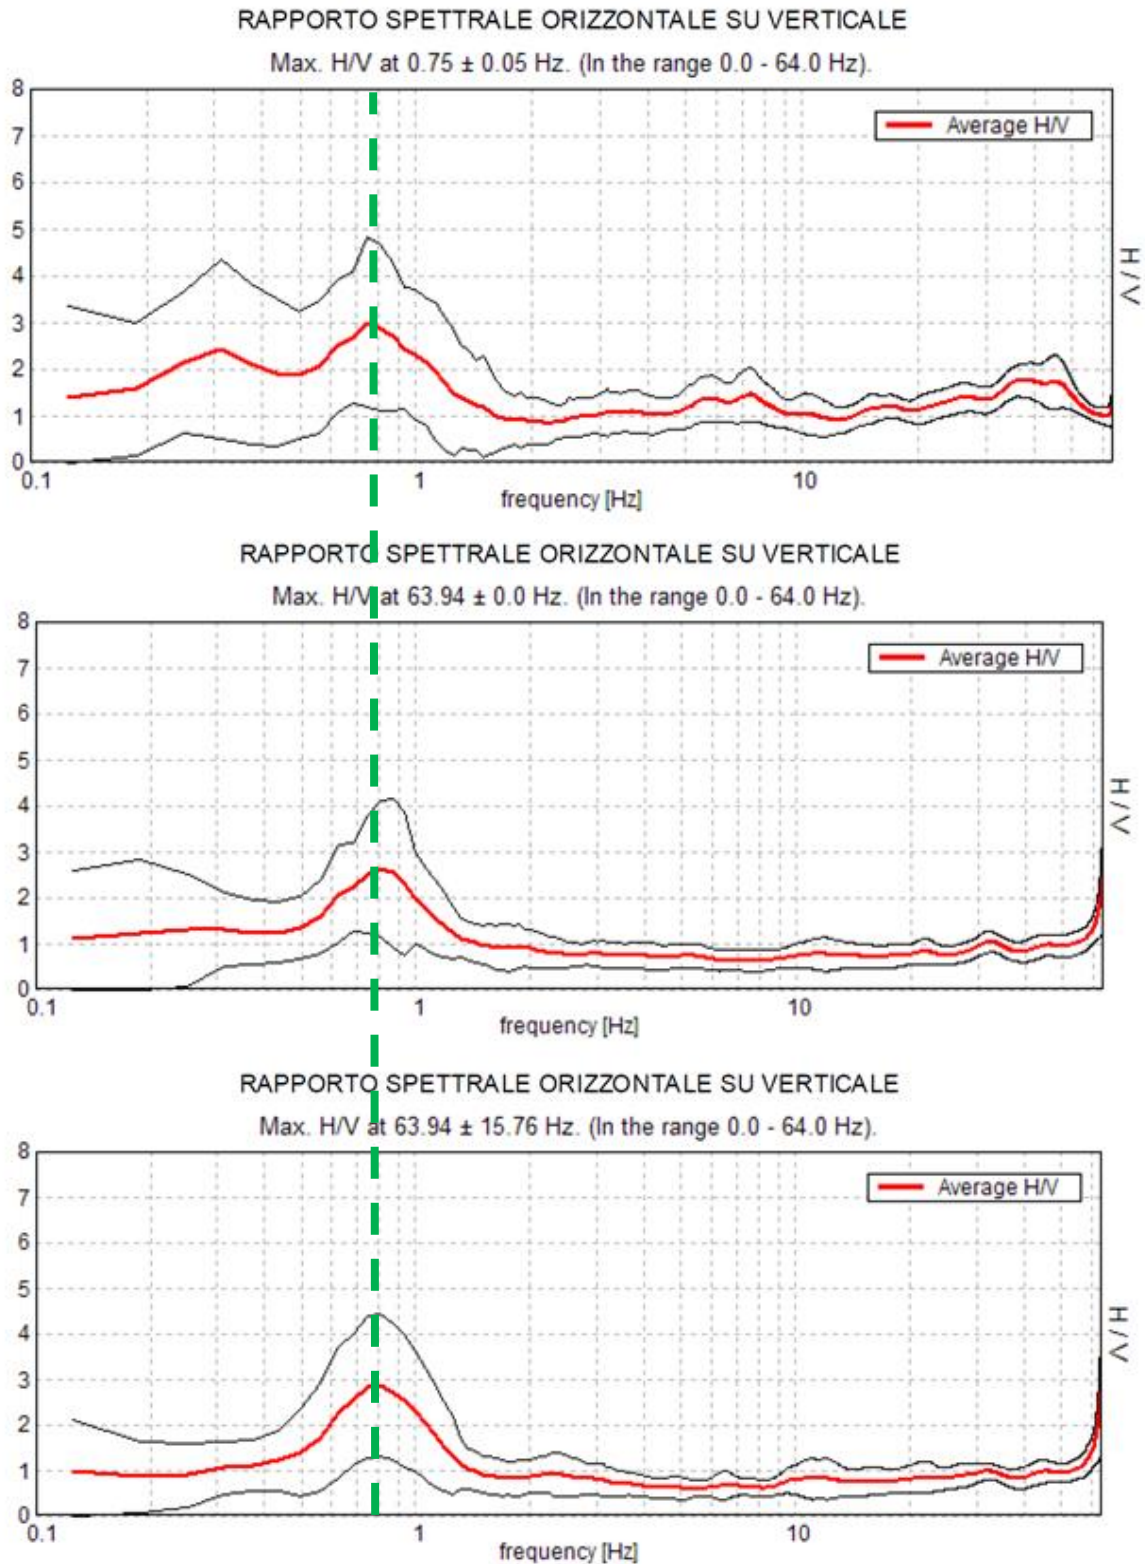 RAPPORTO SPETTRALE ORIZZONTALE SU VERTICALE
Max. H/V at 0.75 ± 0.05 Hz. (In the range 0.0 - 64.0 Hz).
8
Average H/V
7
6
5
4
3
2
1
0
H / V
0.1 1 10
frequency [Hz]
RAPPORTO SPETTRALE ORIZZONTALE SU VERTICALE
Max. H/V at 63.94 ± 0.0 Hz. (In the range 0.0 - 64.0 Hz).
8
Average H/V
7
6
5
4
3
2
1
0
H / V
0.1 1 10
frequency [Hz]
RAPPORTO SPETTRALE ORIZZONTALE SU VERTICALE
Max. H/V at 63.94 ± 15.76 Hz. (In the range 0.0 - 64.0 Hz).
8
Average H/V
7
6
5
4
3
2
1
0
H / V
0.1 1 10
frequency [Hz]